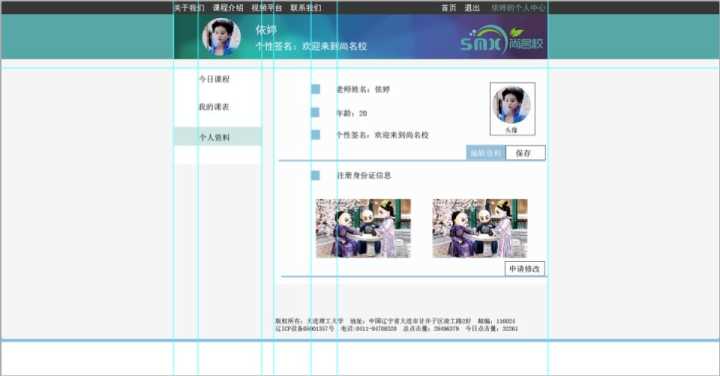 关于我们 课程介绍 视频平台 联系我们 首页 退出 依婷的个人中心
依婷
个性签名：欢迎来到尚名校
SMX 尚名校
今日课程
我的课表
个人资料
老师姓名：依婷
年龄：20
个性签名：欢迎来到尚名校
头像
编辑资料 保存
注册身份证信息
申请修改
版权所有：大连理工大学 地址：中国辽宁省大连市甘井子区凌工路2号 邮编：116024
辽ICP设备05001357号 电话:0411-84708320 总点击量：28496379 今日点击量：32361